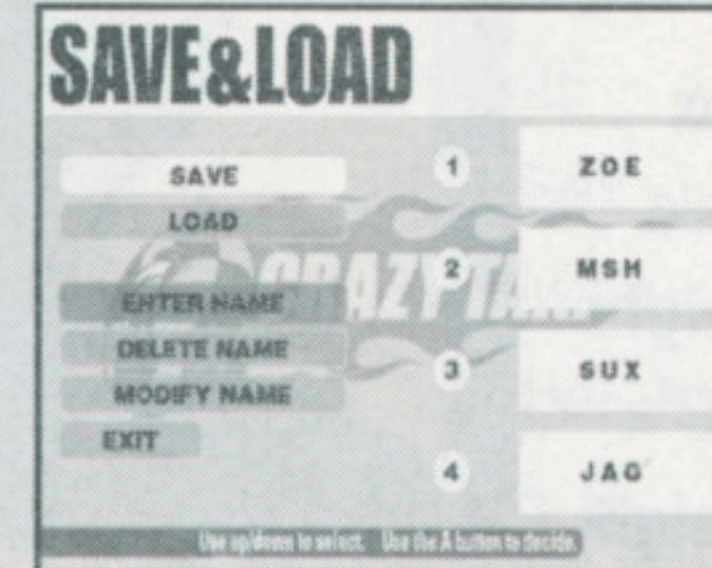 SAVE&LOAD
SAVE
LOAD
ENTER NAME
DELETE NAME
MODIFY NAME
EXIT
1 ZOE
2 MSH
3 SUX
4 JAG
CRAZY
Use up/down to select. Use the A button to decide.